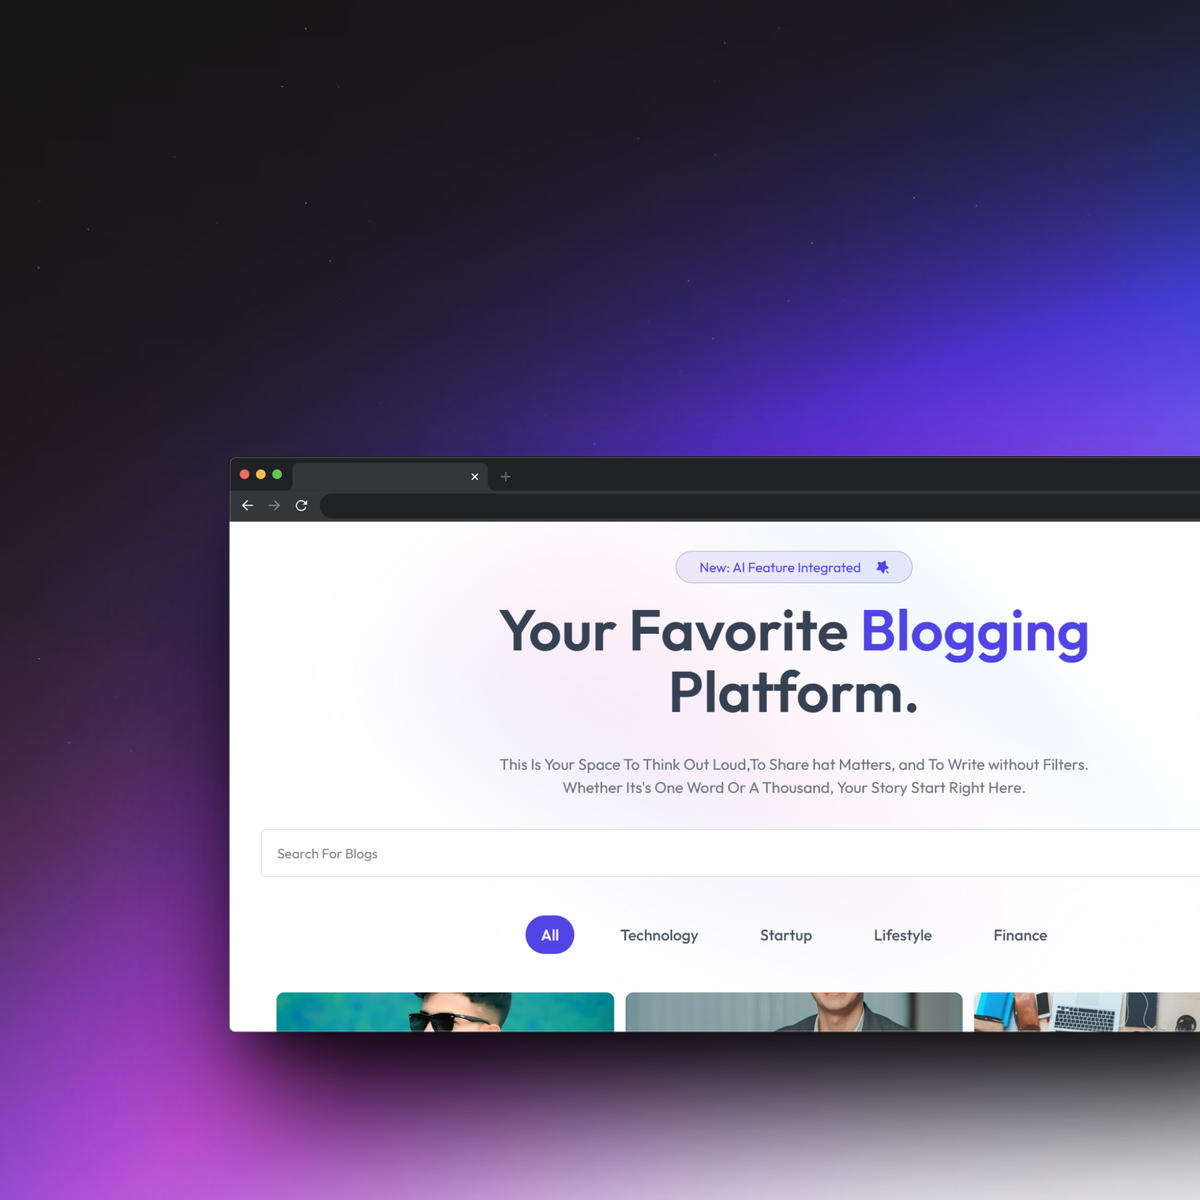 New: AI Feature Integrated
Your Favorite Blogging
Platform.
This Is Your Space To Think Out Loud,To Share hat Matters, and To Write without Filters.
Whether Its's One Word Or A Thousand, Your Story Start Right Here.
Search For Blogs
All Technology Startup Lifestyle Finance